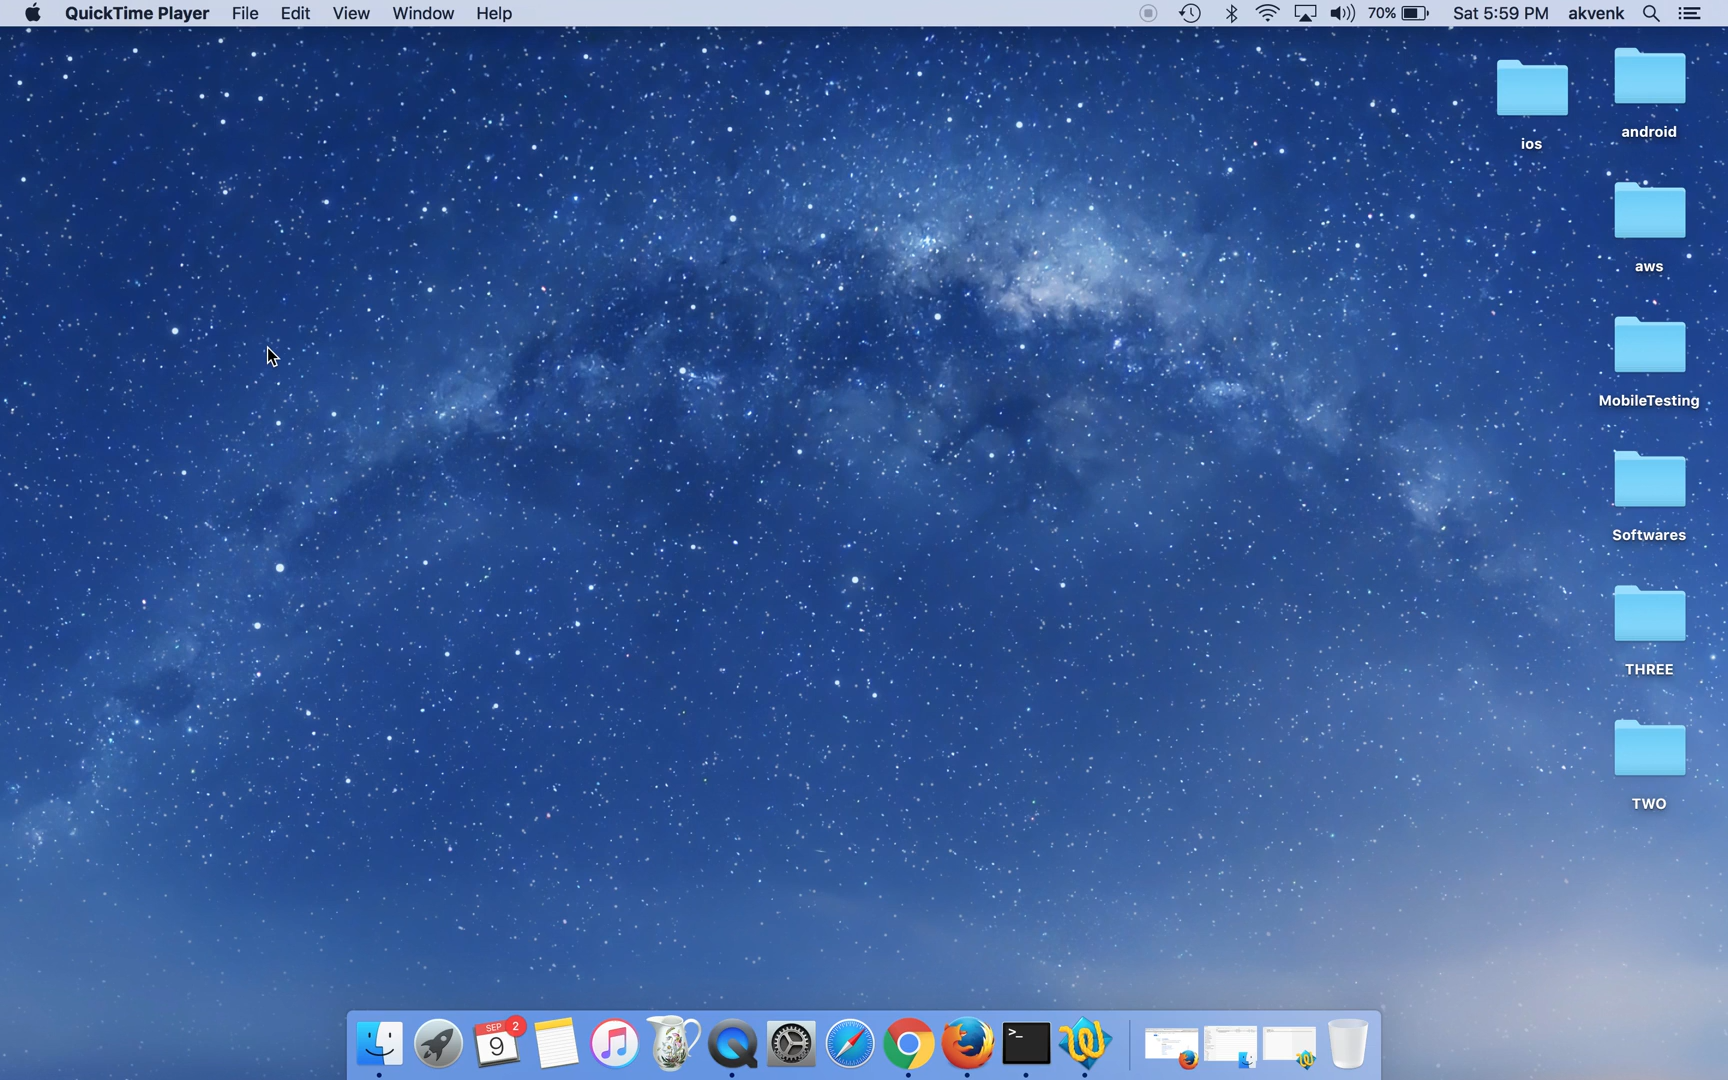 QuickTime Player File Edit View Window Help 70% Sat 5:59 PM akvenk
ios
android
aws
MobileTesting
Softwares
THREE
TWO
SEP 2
9
>_